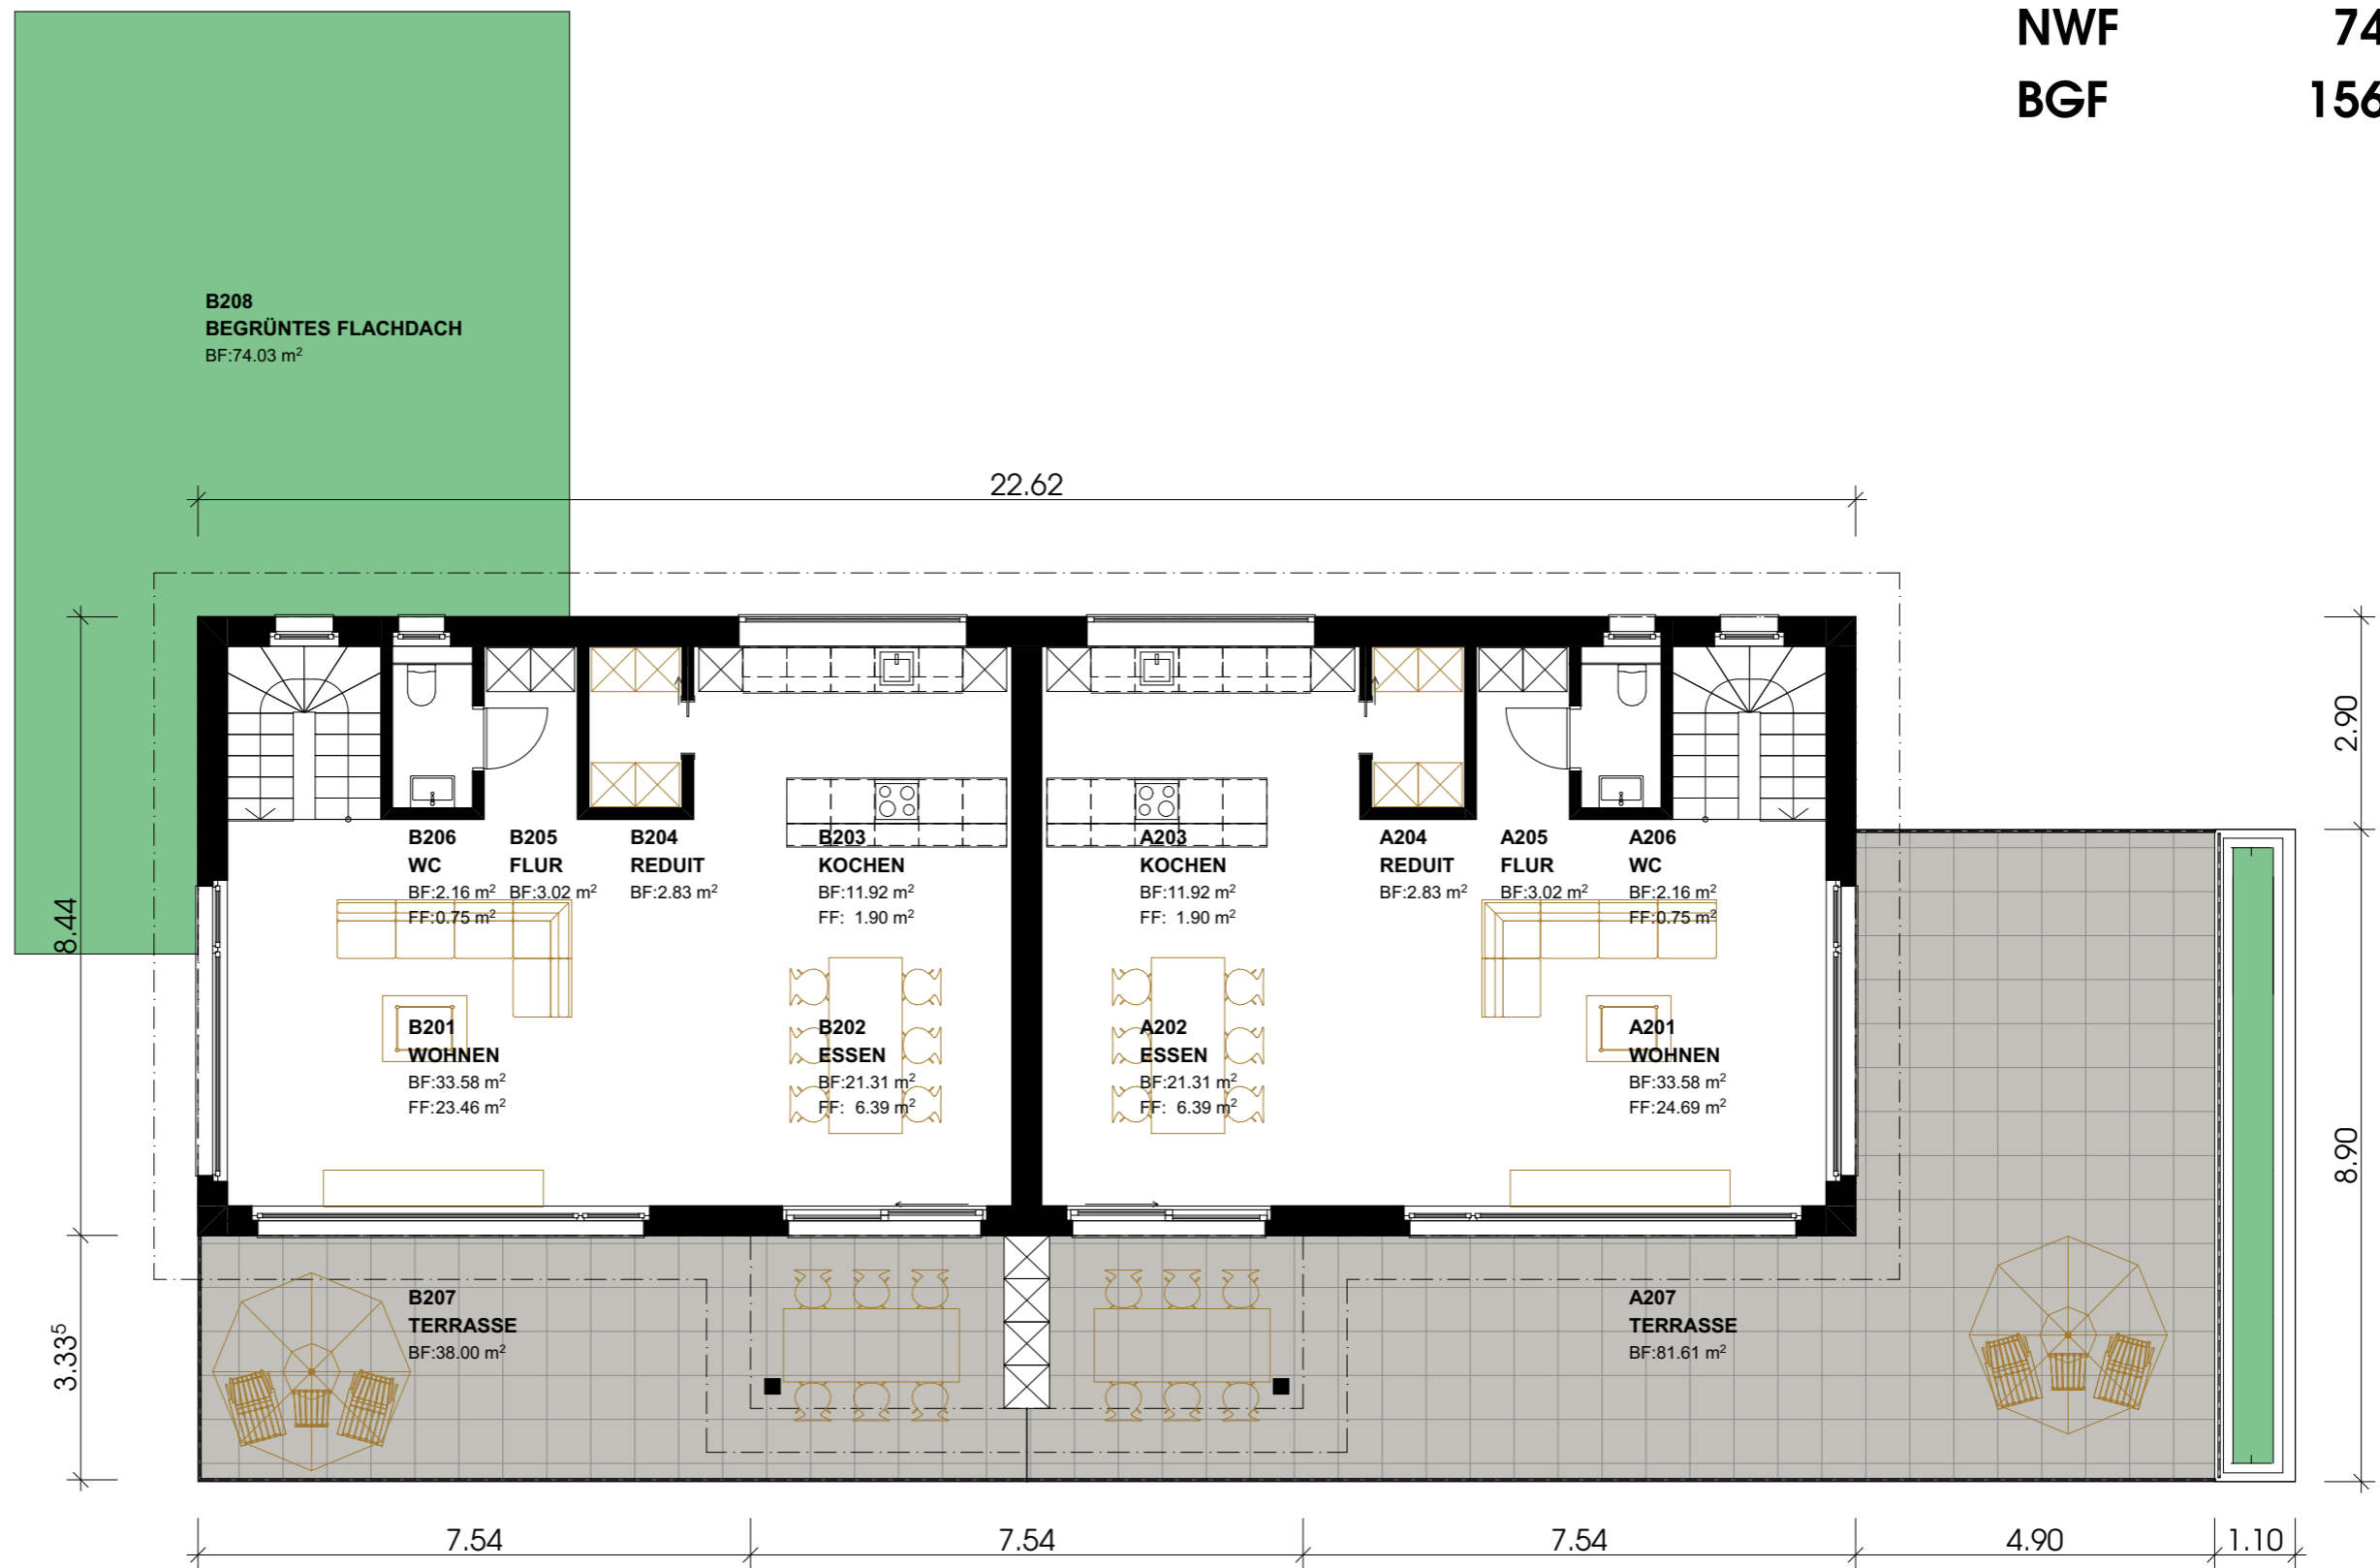 NWF 74
BGF 156
B208
BEGRÜNTES FLACHDACH
BF:74.03 m²
22.62
8.44
2.90
B206
WC
BF:2.16 m²
FF:0.75 m²
B205
FLUR
BF:3.02 m²
B204
REDUIT
BF:2.83 m²
B203
KOCHEN
BF:11.92 m²
FF: 1.90 m²
A203
KOCHEN
BF:11.92 m²
FF: 1.90 m²
A204
REDUIT
BF:2.83 m²
A205
FLUR
BF:3.02 m²
A206
WC
BF:2.16 m²
FF:0.75 m²
B201
WOHNEN
BF:33.58 m²
FF:23.46 m²
B202
ESSEN
BF:21.31 m²
FF: 6.39 m²
A202
ESSEN
BF:21.31 m²
FF: 6.39 m²
A201
WOHNEN
BF:33.58 m²
FF:24.69 m²
8.90
3.33⁵
B207
TERRASSE
BF:38.00 m²
A207
TERRASSE
BF:81.61 m²
7.54 7.54 7.54 4.90 1.10